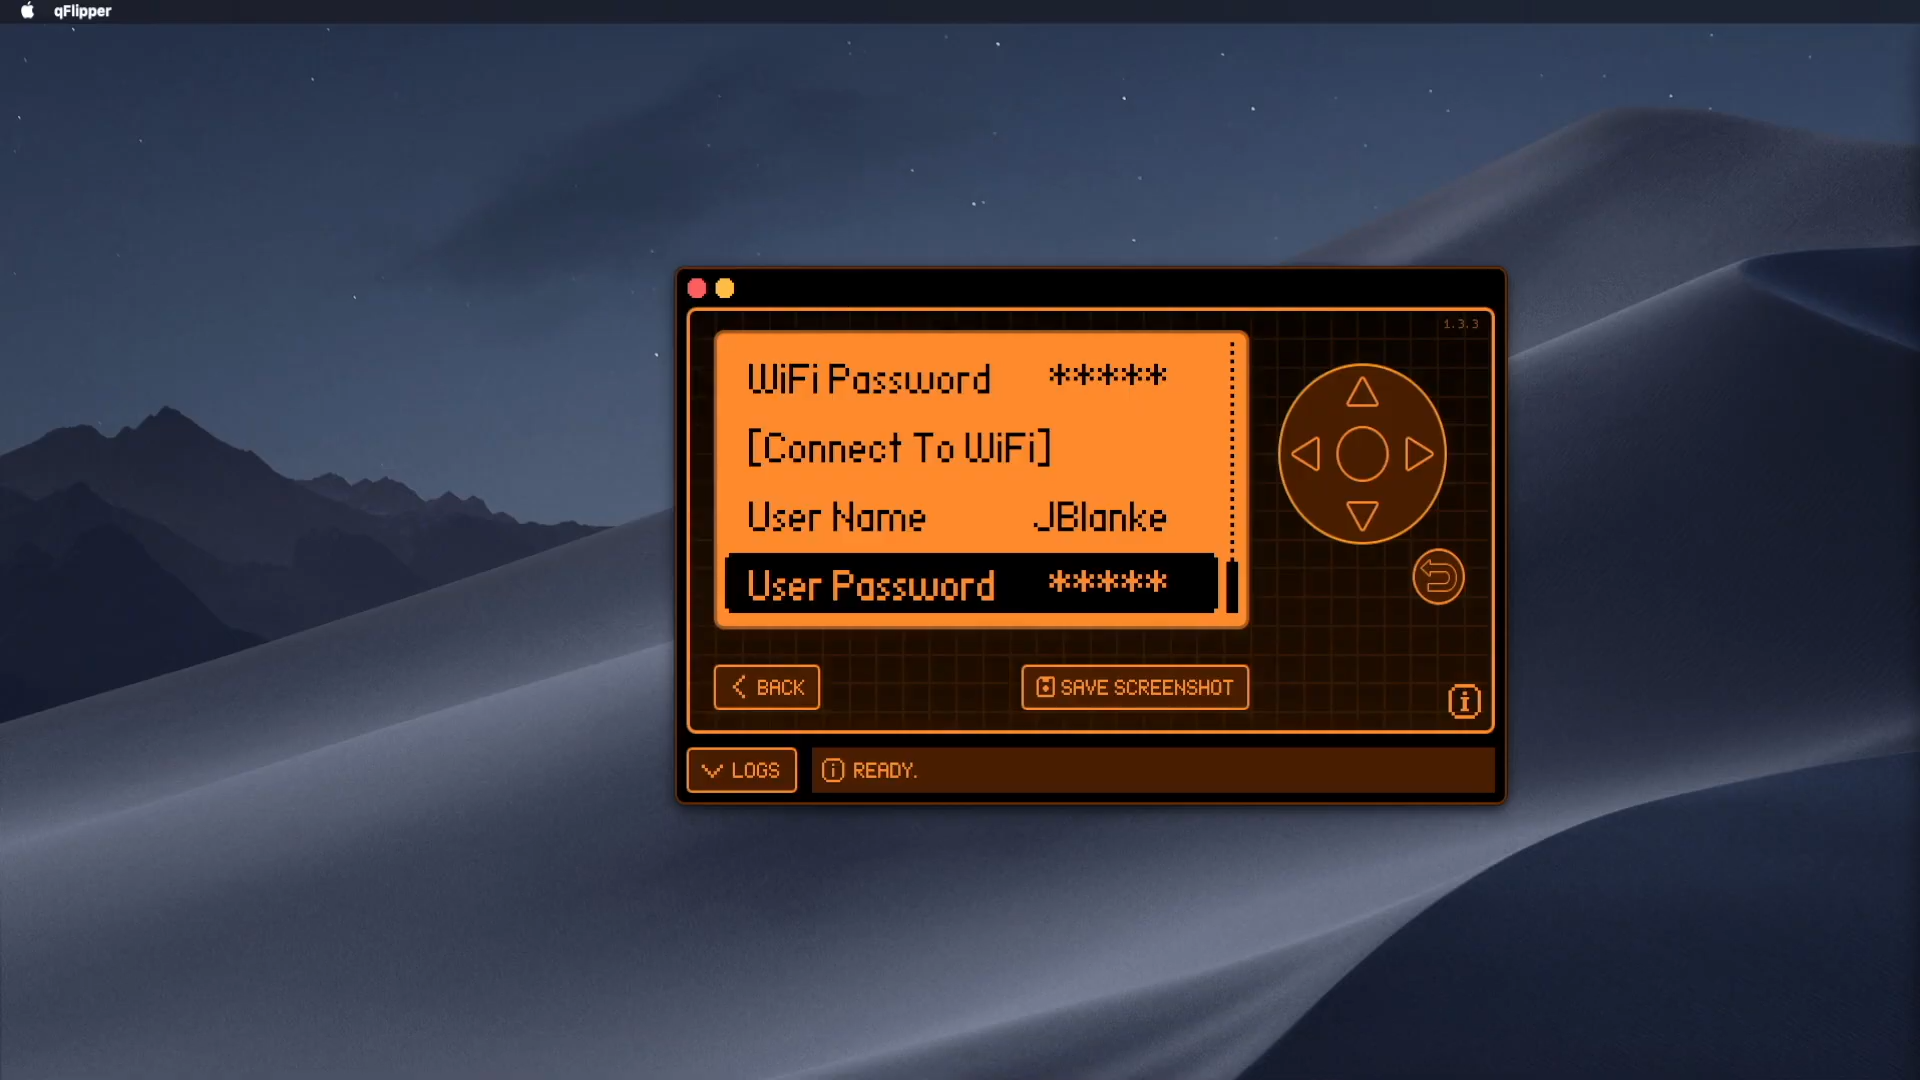 qFlipper
1.3.3
WiFi Password *****
[Connect To WiFi]
User Name JBlanke
User Password *****
BACK
SAVE SCREENSHOT
LOGS
READY.